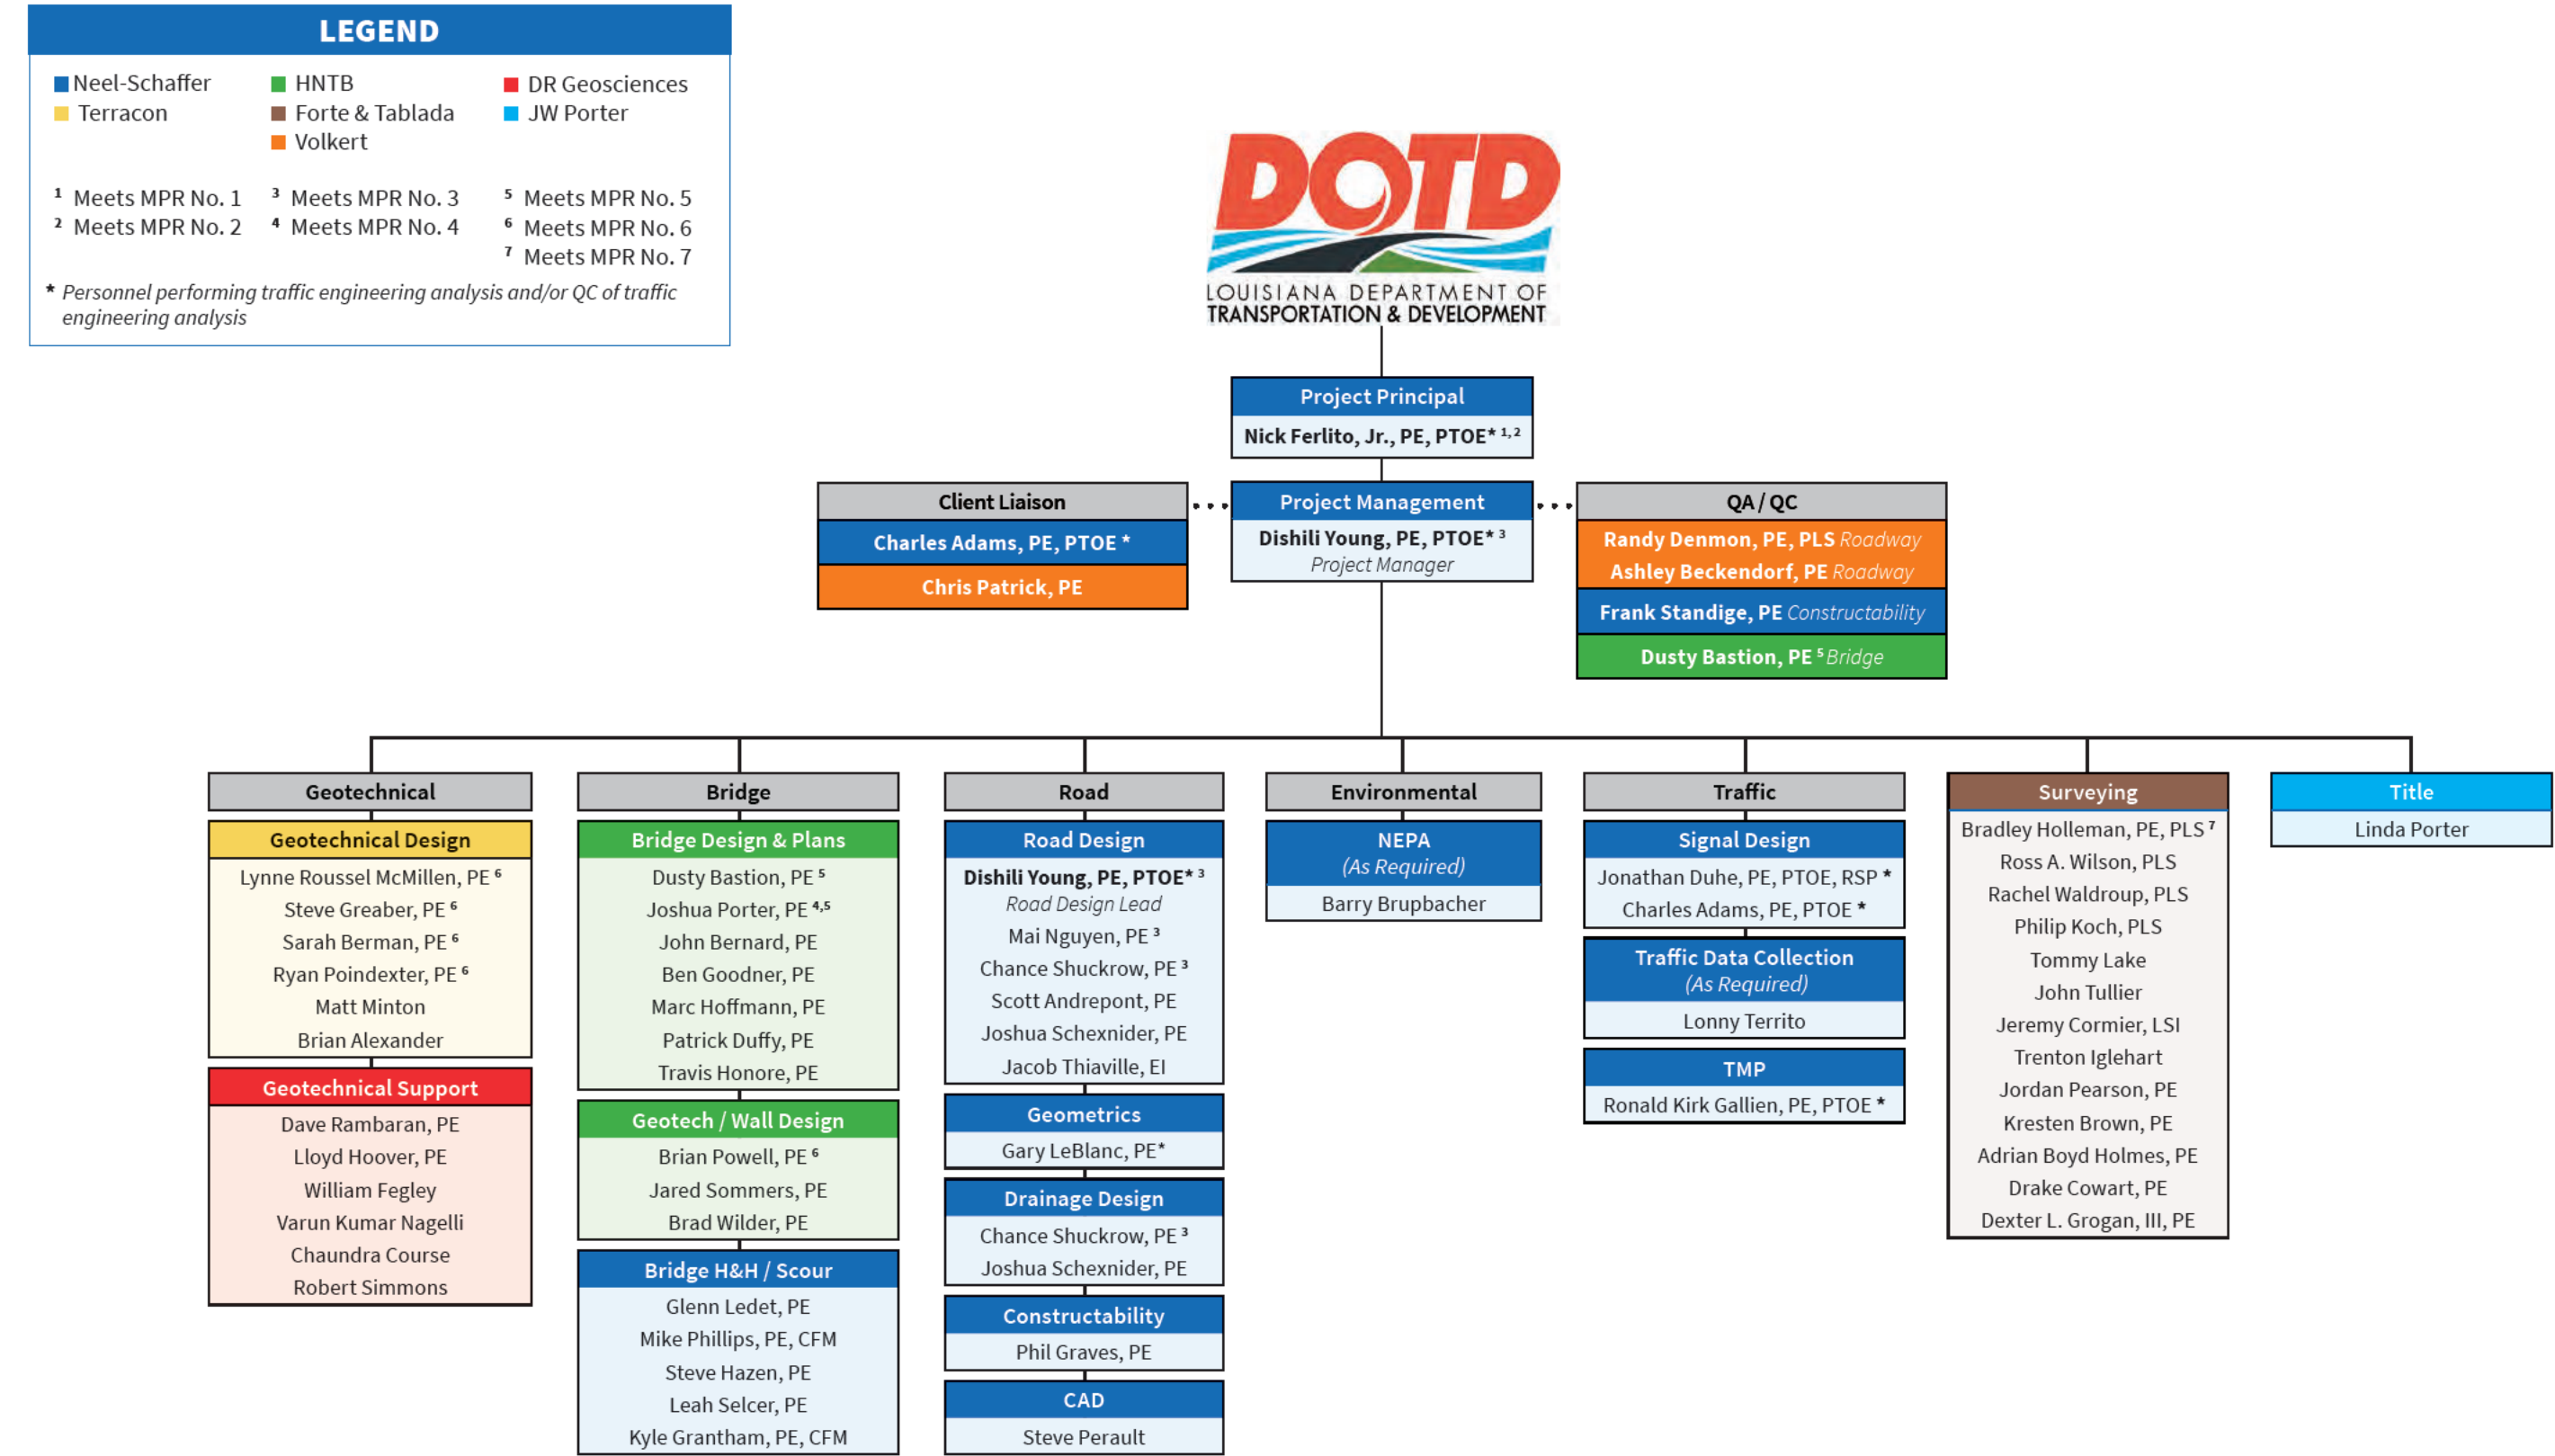 LEGEND
Neel-Schaffer
HNTB
DR Geosciences
Terracon
Forte & Tablada
JW Porter
Volkert
¹ Meets MPR No. 1
³ Meets MPR No. 3
⁵ Meets MPR No. 5
² Meets MPR No. 2
⁴ Meets MPR No. 4
⁶ Meets MPR No. 6
⁷ Meets MPR No. 7
* Personnel performing traffic engineering analysis and/or QC of traffic
engineering analysis
DOTD
LOUISIANA DEPARTMENT OF
TRANSPORTATION & DEVELOPMENT
Project Principal
Nick Ferlito, Jr., PE, PTOE* ¹,²
Client Liaison
Charles Adams, PE, PTOE *
Chris Patrick, PE
Project Management
Dishili Young, PE, PTOE* ³
Project Manager
QA / QC
Randy Denmon, PE, PLS Roadway
Ashley Beckendorf, PE Roadway
Frank Standige, PE Constructability
Dusty Bastion, PE ⁵ Bridge
Geotechnical
Geotechnical Design
Lynne Roussel McMillen, PE ⁶
Steve Greaber, PE ⁶
Sarah Berman, PE ⁶
Ryan Poindexter, PE ⁶
Matt Minton
Brian Alexander
Geotechnical Support
Dave Rambaran, PE
Lloyd Hoover, PE
William Fegley
Varun Kumar Nagelli
Chaundra Course
Robert Simmons
Bridge
Bridge Design & Plans
Dusty Bastion, PE ⁵
Joshua Porter, PE ⁴,⁵
John Bernard, PE
Ben Goodner, PE
Marc Hoffmann, PE
Patrick Duffy, PE
Travis Honore, PE
Geotech / Wall Design
Brian Powell, PE ⁶
Jared Sommers, PE
Brad Wilder, PE
Bridge H&H / Scour
Glenn Ledet, PE
Mike Phillips, PE, CFM
Steve Hazen, PE
Leah Selcer, PE
Kyle Grantham, PE, CFM
Road
Road Design
Dishili Young, PE, PTOE* ³
Road Design Lead
Mai Nguyen, PE ³
Chance Shuckrow, PE ³
Scott Andrepont, PE
Joshua Schexnider, PE
Jacob Thiaville, EI
Geometrics
Gary LeBlanc, PE*
Drainage Design
Chance Shuckrow, PE ³
Joshua Schexnider, PE
Constructability
Phil Graves, PE
CAD
Steve Perault
Environmental
NEPA
(As Required)
Barry Brupbacher
Traffic
Signal Design
Jonathan Duhe, PE, PTOE, RSP *
Charles Adams, PE, PTOE *
Traffic Data Collection
(As Required)
Lonny Territo
TMP
Ronald Kirk Gallien, PE, PTOE *
Surveying
Bradley Holleman, PE, PLS ⁷
Ross A. Wilson, PLS
Rachel Waldroup, PLS
Philip Koch, PLS
Tommy Lake
John Tullier
Jeremy Cormier, LSI
Trenton Iglehart
Jordan Pearson, PE
Kresten Brown, PE
Adrian Boyd Holmes, PE
Drake Cowart, PE
Dexter L. Grogan, III, PE
Title
Linda Porter